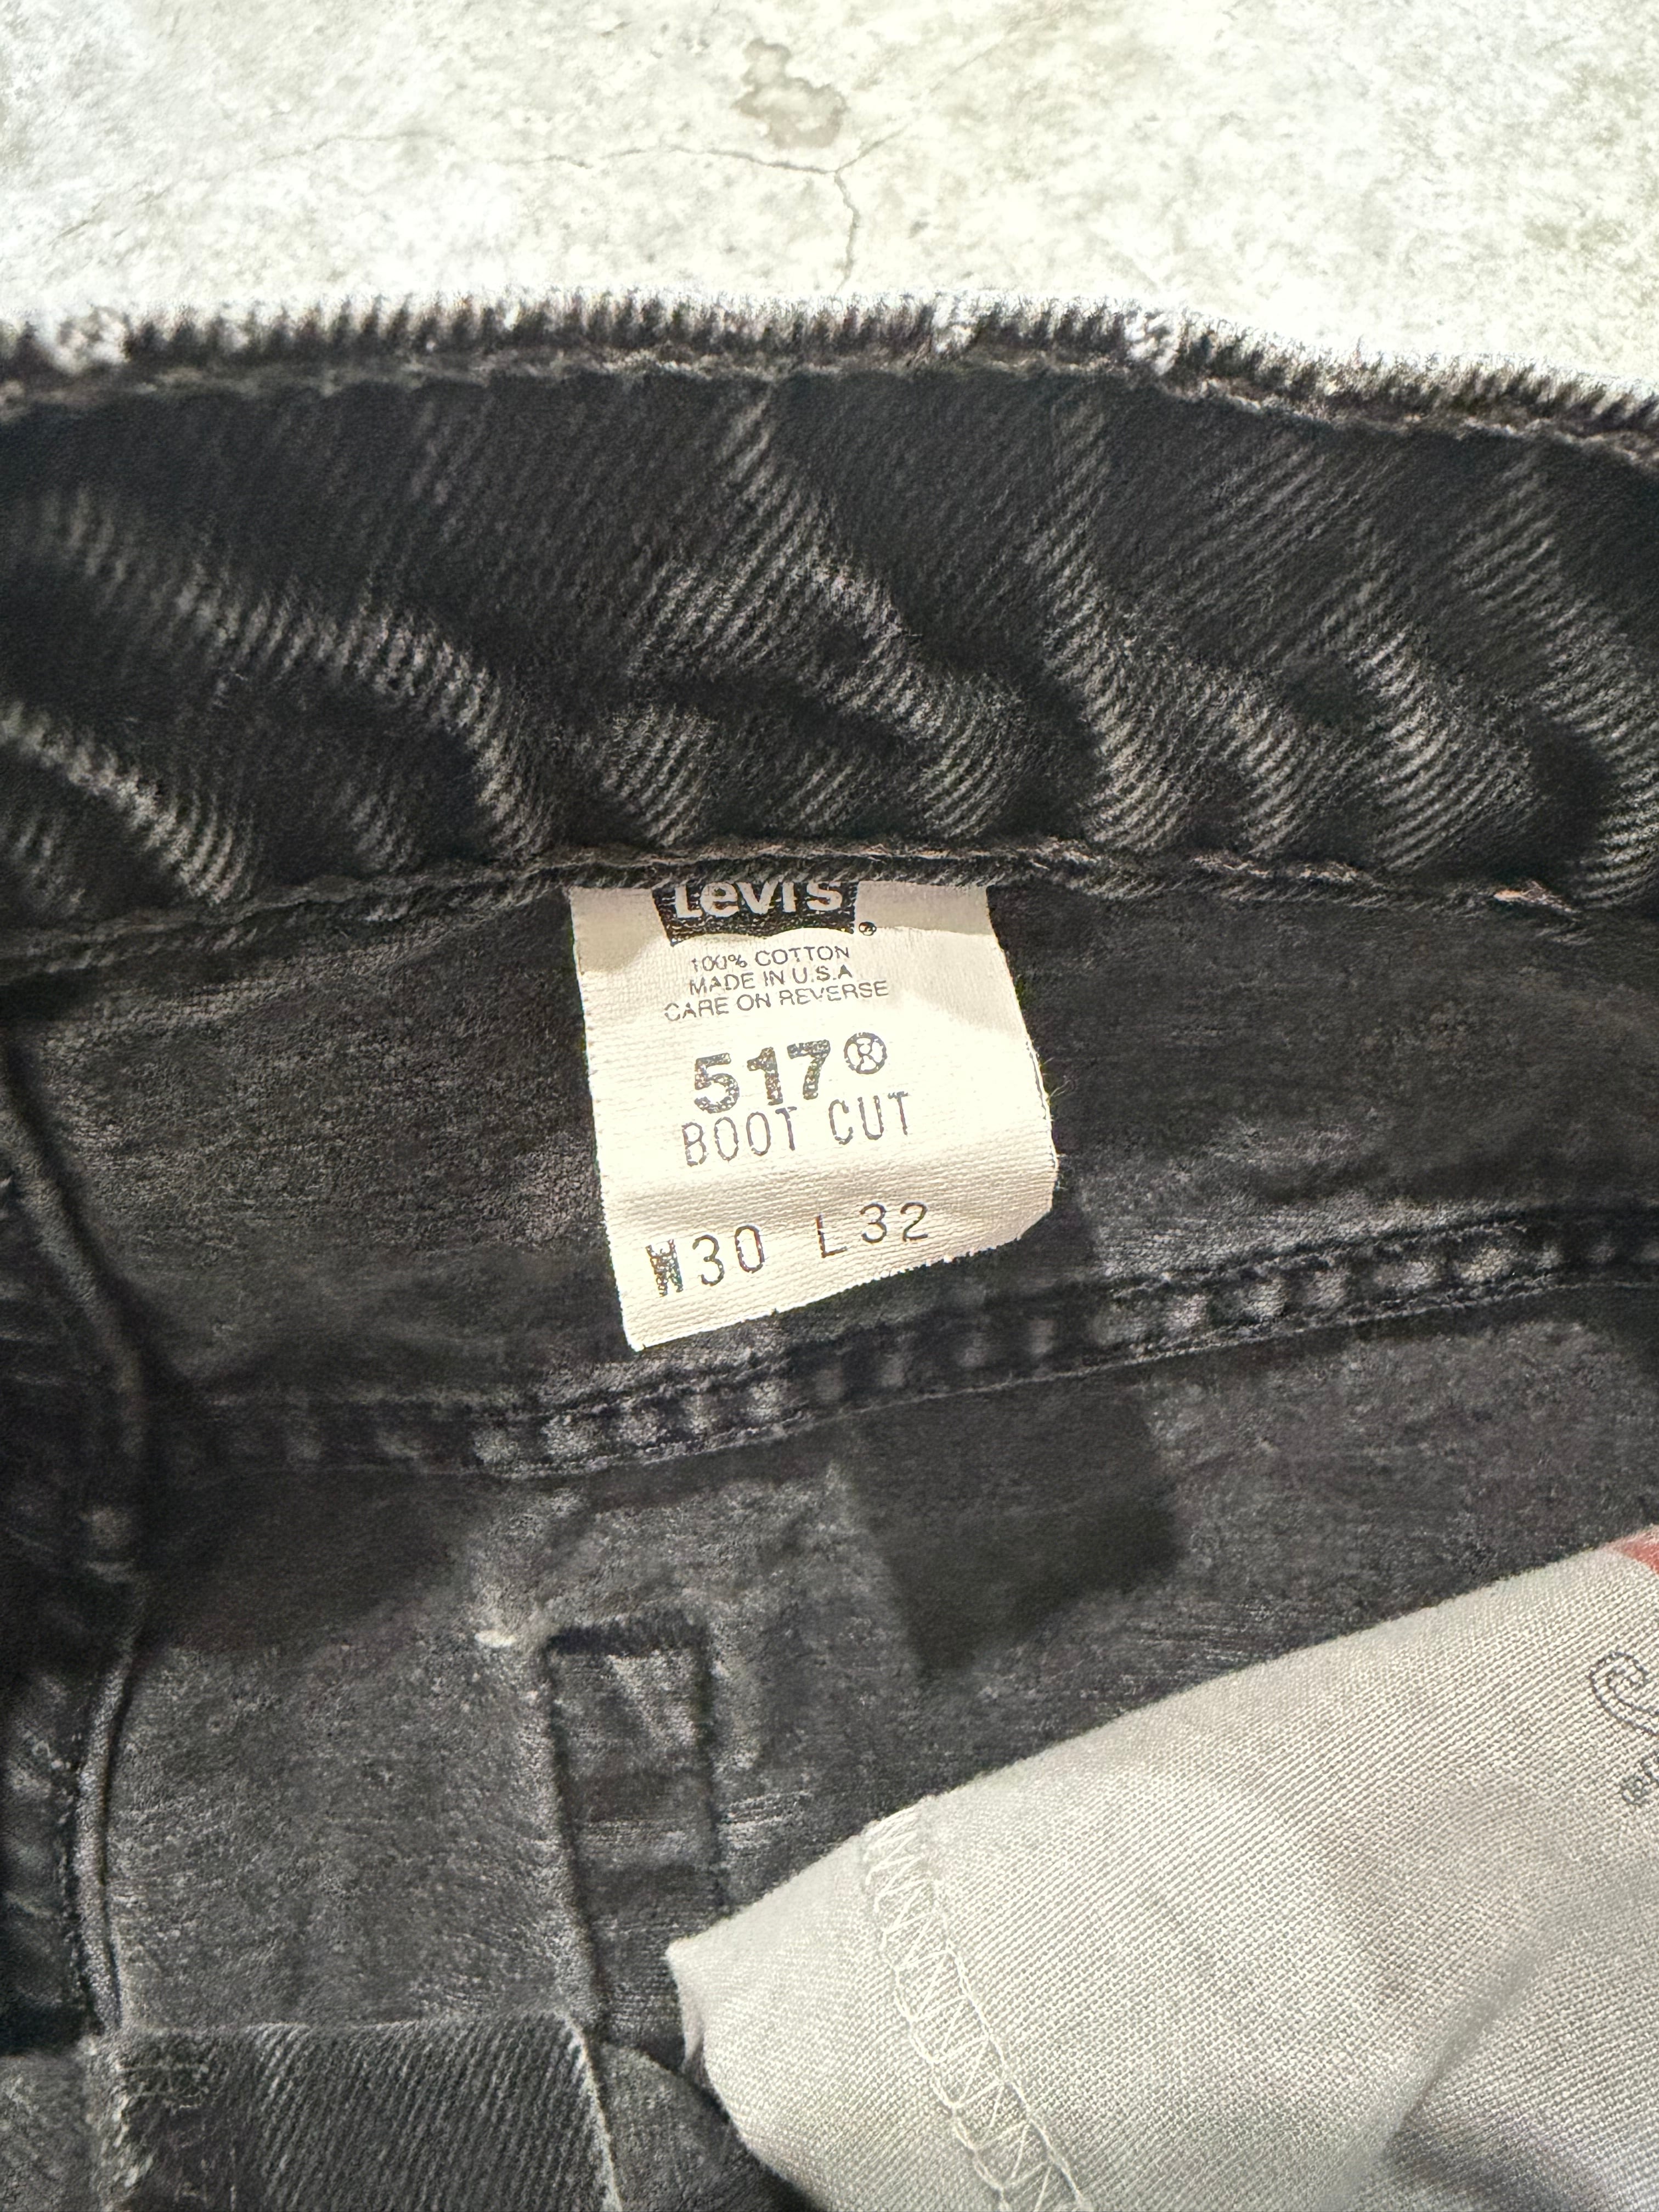 Levi's
®
100% COTTON
MADE IN U.S.A
CARE ON REVERSE
517®
BOOT CUT
W30 L32